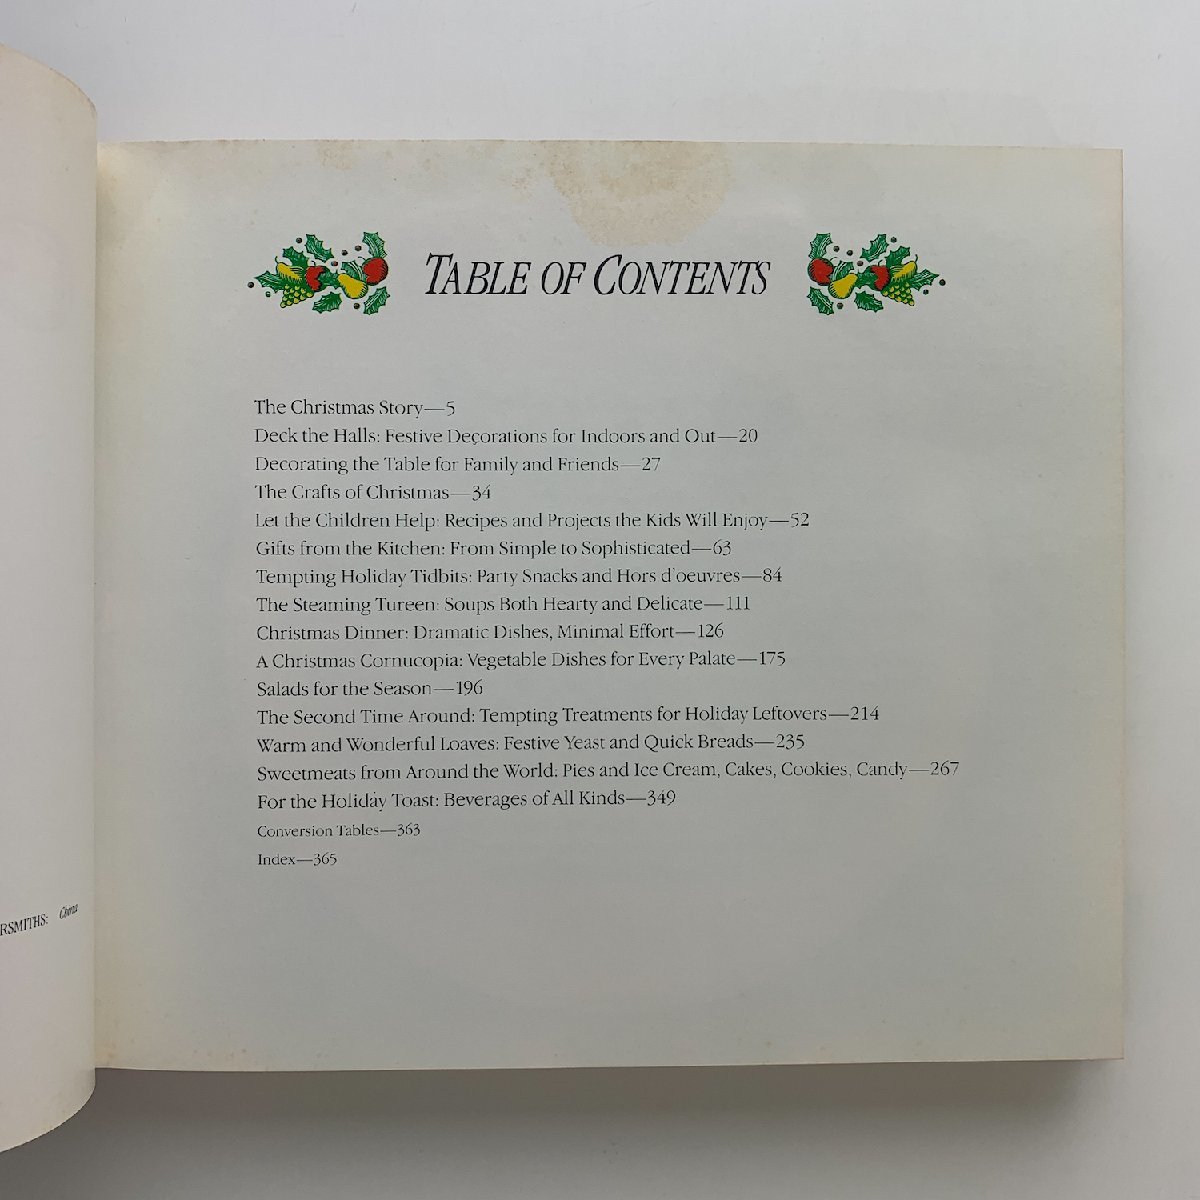 RSMITHS:
TABLE OF CONTENTS
The Christmas Story—5
Deck the Halls: Festive Decorations for Indoors and Out—20
Decorating the Table for Family and Friends—27
The Crafts of Christmas—34
Let the Children Help: Recipes and Projects the Kids Will Enjoy—52
Gifts from the Kitchen: From Simple to Sophisticated—63
Tempting Holiday Tidbits: Party Snacks and Hors d'oeuvres—84
The Steaming Tureen: Soups Both Hearty and Delicate—111
Christmas Dinner: Dramatic Dishes, Minimal Effort—126
A Christmas Cornucopia: Vegetable Dishes for Every Palate—175
Salads for the Season—196
The Second Time Around: Tempting Treatments for Holiday Leftovers—214
Warm and Wonderful Loaves: Festive Yeast and Quick Breads—235
Sweetmeats from Around the World: Pies and Ice Cream, Cakes, Cookies, Candy—267
For the Holiday Toast: Beverages of All Kinds—349
Conversion Tables—363
Index—365